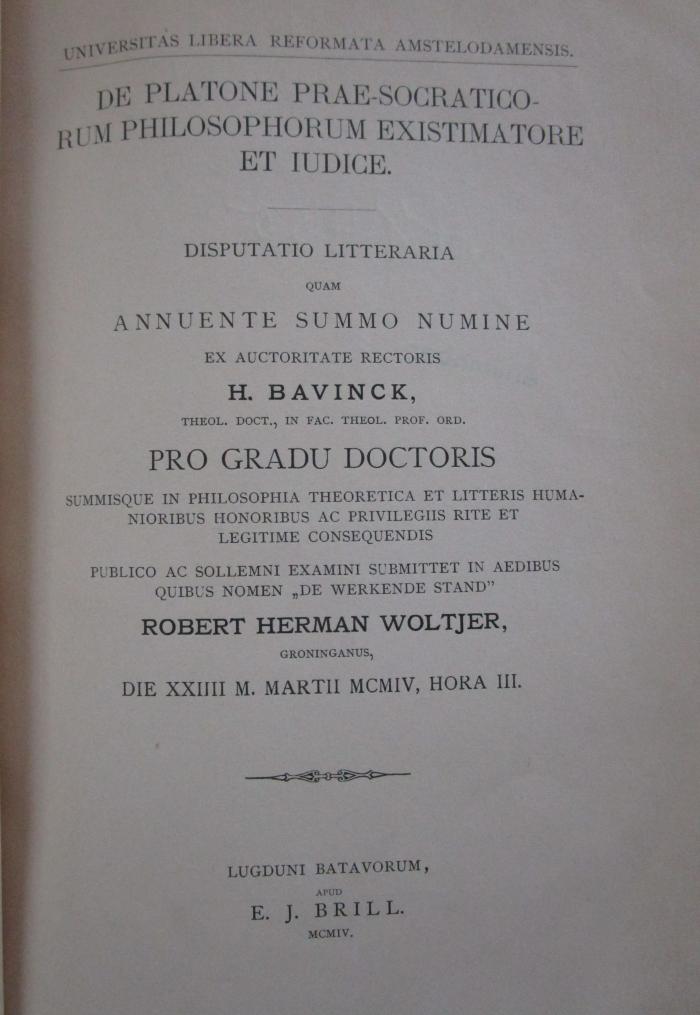 UNIVERSITAS LIBERA REFORMATA AMSTELODAMENSIS.
DE PLATONE PRAE-SOCRATICO-
RUM PHILOSOPHORUM EXISTIMATORE
ET IUDICE.
DISPUTATIO LITTERARIA
QUAM
ANNUENTE SUMMO NUMINE
EX AUCTORITATE RECTORIS
H. BAVINCK,
THEOL. DOCT., IN FAC. THEOL. PROF. ORD.
PRO GRADU DOCTORIS
SUMMISQUE IN PHILOSOPHIA THEORETICA ET LITTERIS HUMA-
NIORIBUS HONORIBUS AC PRIVILEGIIS RITE ET
LEGITIME CONSEQUENDIS
PUBLICO AC SOLLEMNI EXAMINI SUBMITTET IN AEDIBUS
QUIBUS NOMEN „DE WERKENDE STAND”
ROBERT HERMAN WOLTJER,
GRONINGANUS,
DIE XXIIII M. MARTII MCMIV, HORA III.
LUGDUNI BATAVORUM,
APUD
E. J. BRILL.
MCMIV.